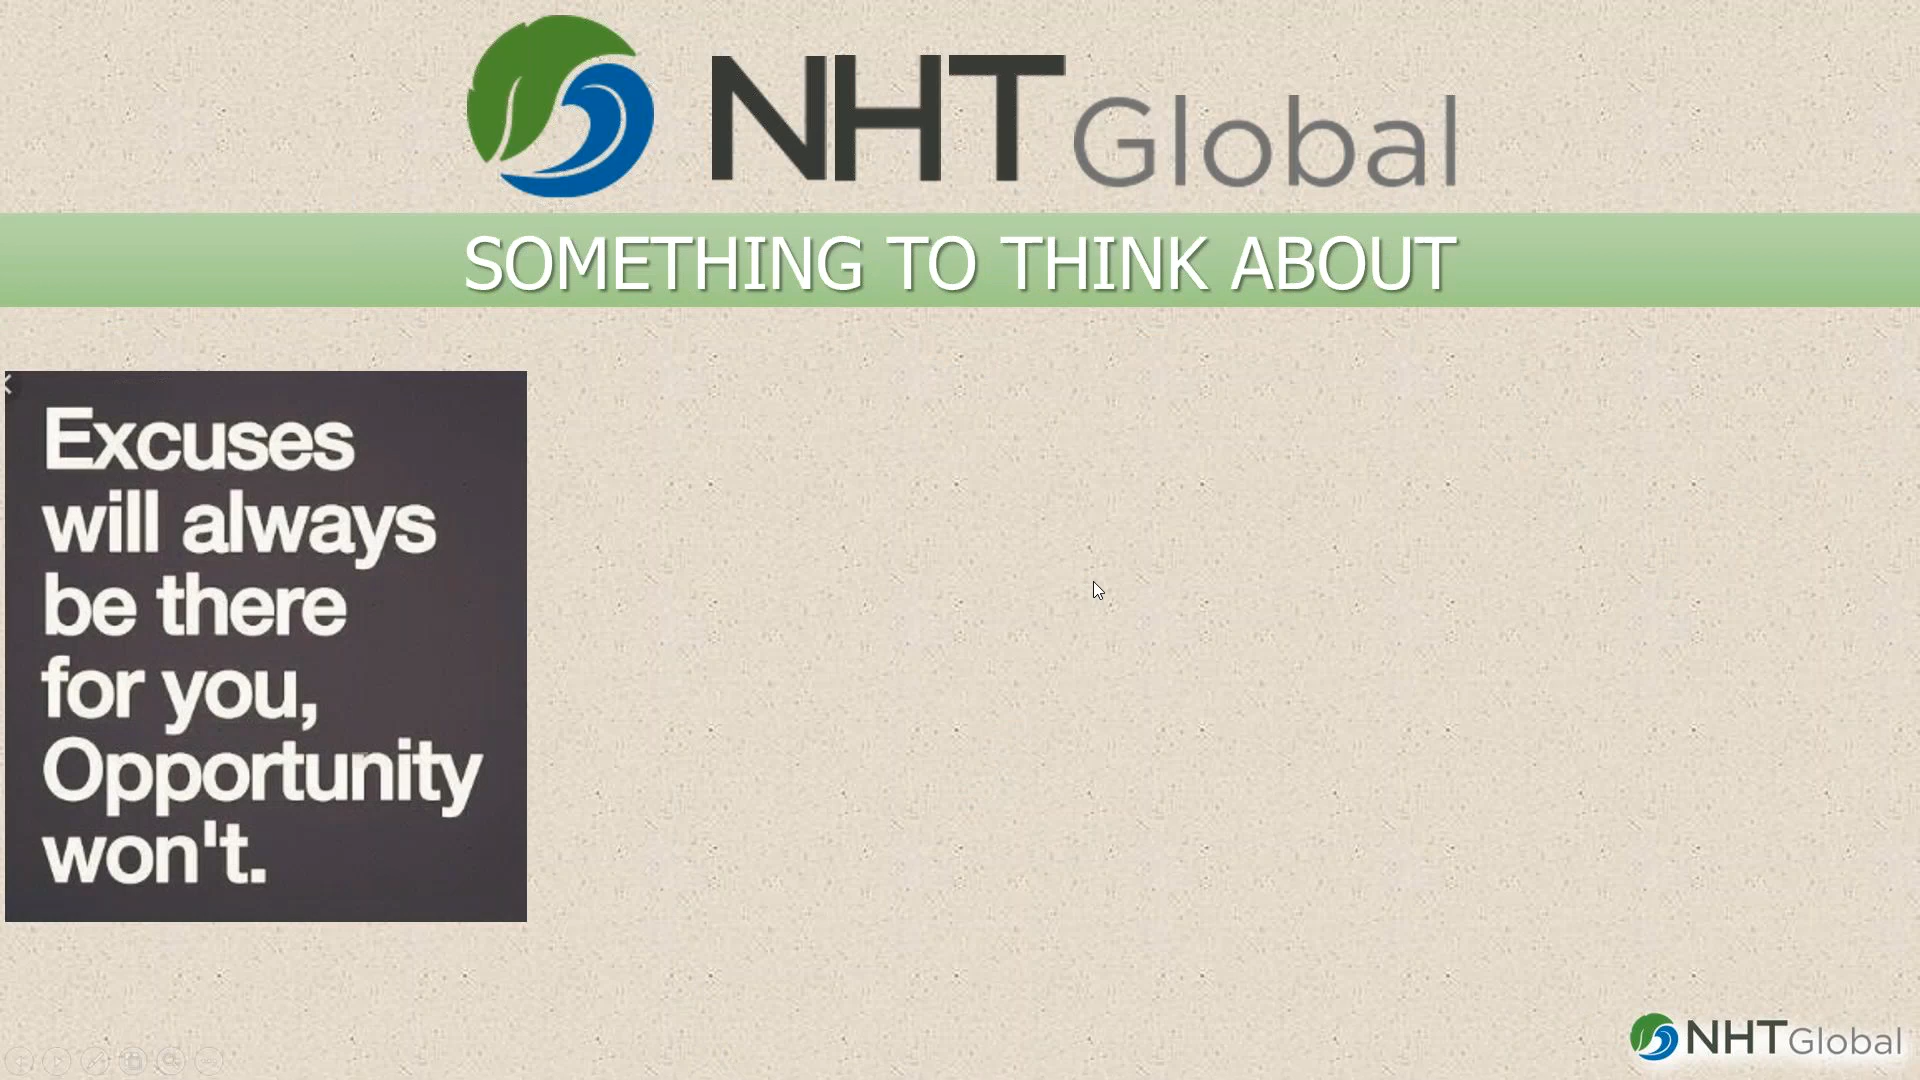 NHT Global
SOMETHING TO THINK ABOUT
Excuses
will always
be there
for you,
Opportunity
won't.
NHT Global